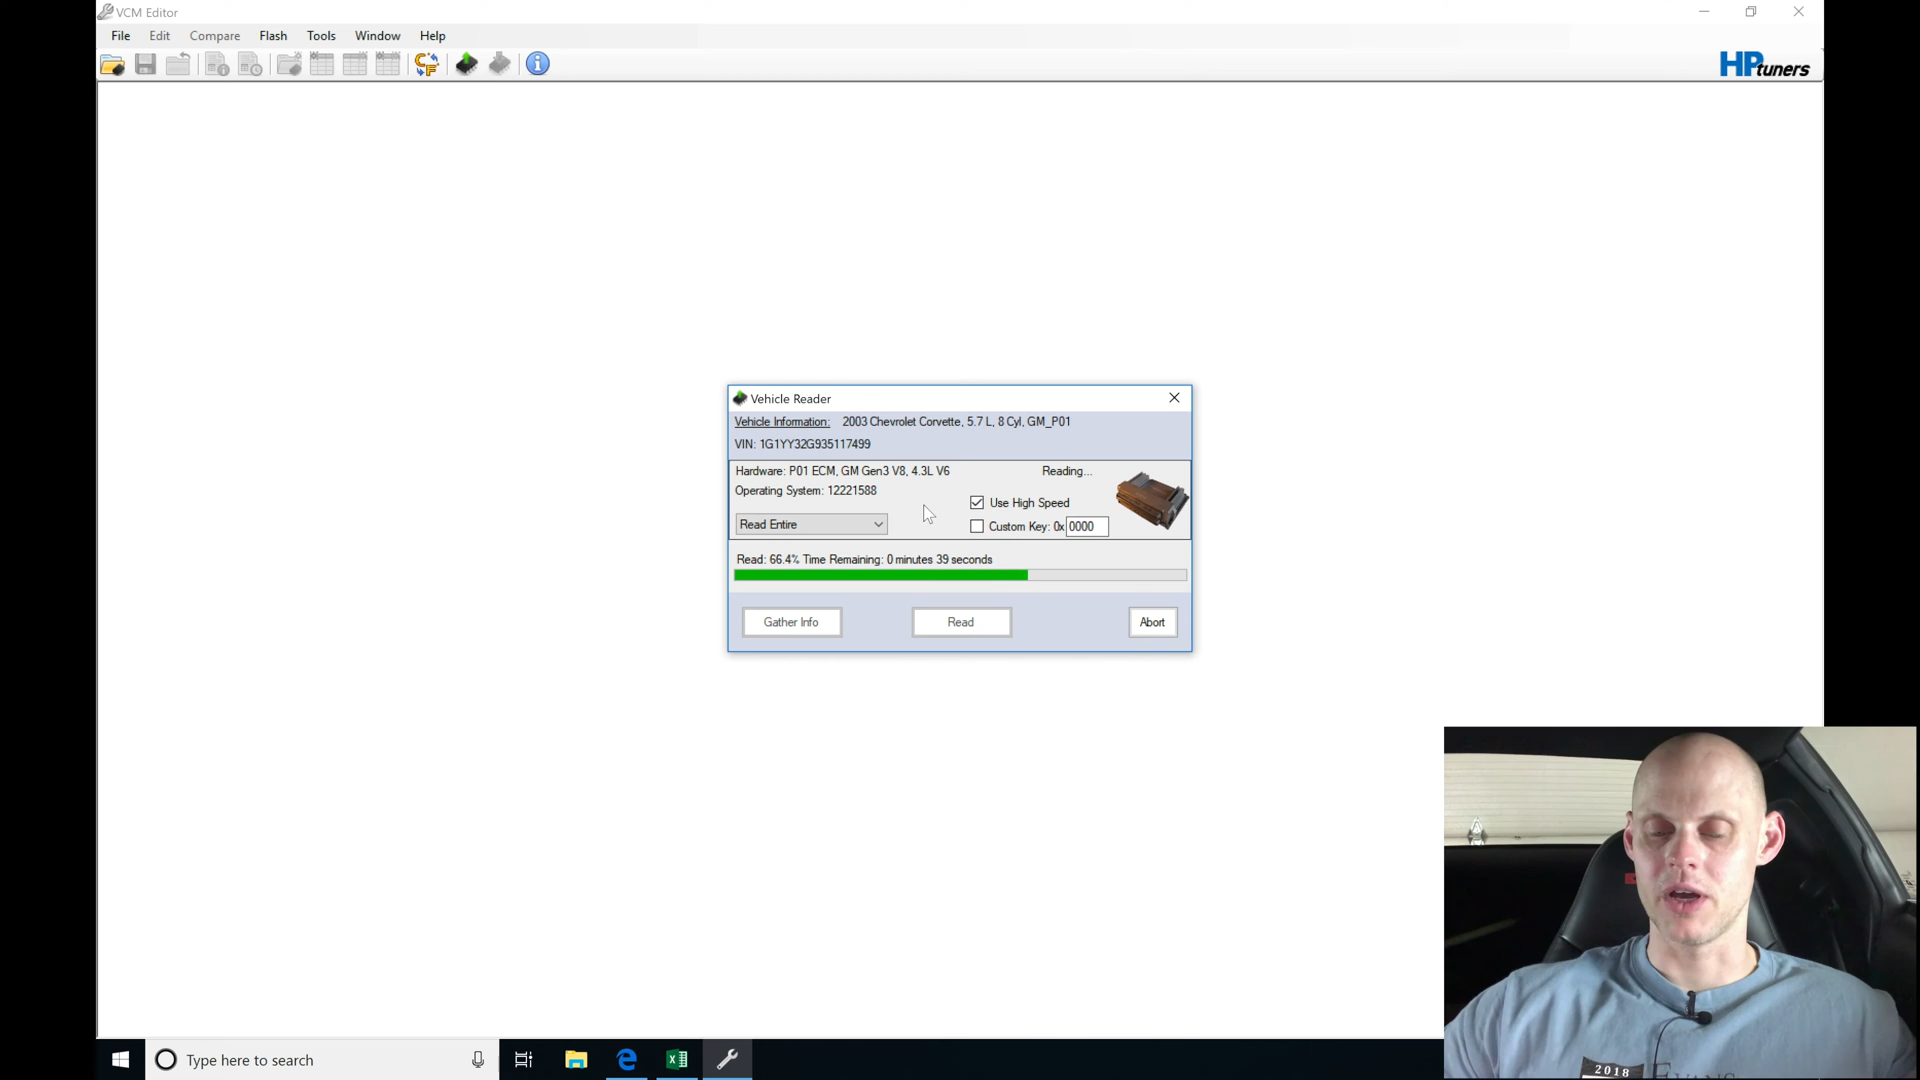 VCM Editor
File Edit Compare Flash Tools Window Help
HPtuners
Vehicle Reader
Vehicle Information: 2003 Chevrolet Corvette, 5.7 L, 8 Cyl, GM_P01
VIN: 1G1YY32G935117499
Hardware: P01 ECM, GM Gen3 V8, 4.3L V6
Reading...
Operating System: 12221588
Use High Speed
Read Entire
Custom Key: 0x 0000
Read: 66.4% Time Remaining: 0 minutes 39 seconds
Gather Info
Read
Abort
Type here to search
2018
EVANS